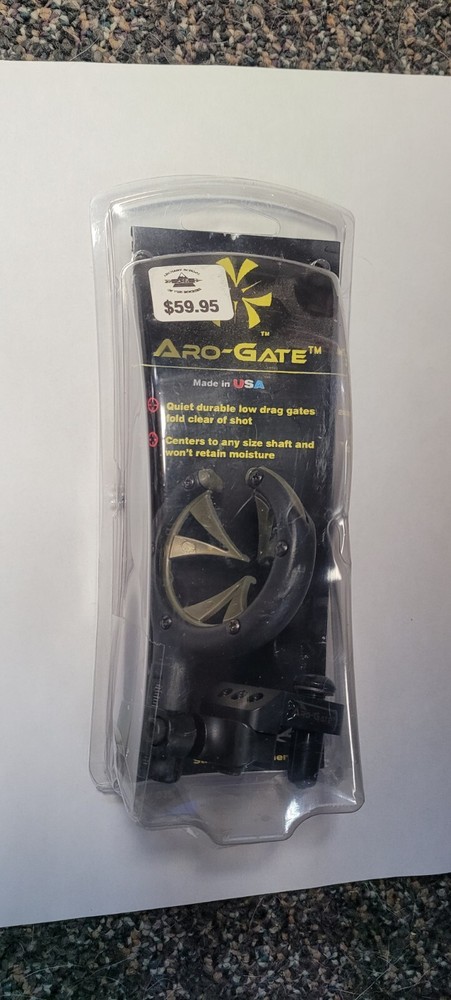 $59.95
ARO-GATE™
Made in USA
Quiet durable low drag gates
fold clear of shot
Centers to any size shaft and
won't retain moisture